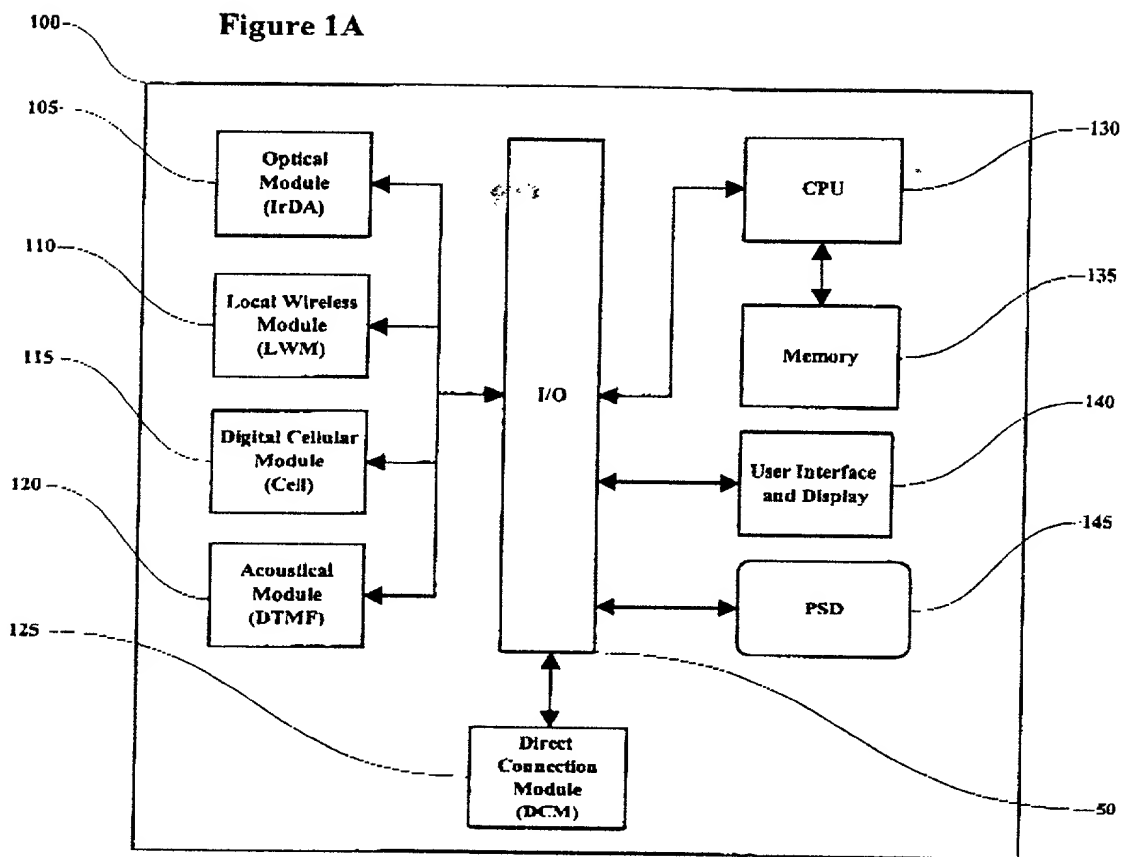 Figure 1A
100
105
Optical
Module
(IrDA)
110
Local Wireless
Module
(LWM)
115
Digital Cellular
Module
(Cell)
120
Acoustical
Module
(DTMF)
125
Direct
Connection
Module
(DCM)
I/O
CPU
130
Memory
135
User Interface
and Display
140
PSD
145
50